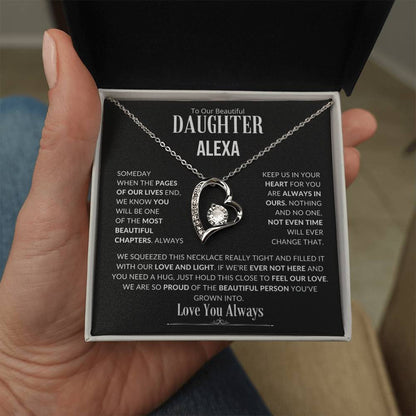 To Our Beautiful
DAUGHTER
ALEXA
SOMEDAY
WHEN THE PAGES
OF OUR LIVES END,
WE KNOW YOU
WILL BE ONE
OF THE MOST
BEAUTIFUL
CHAPTERS. ALWAYS
KEEP US IN YOUR
HEART FOR YOU
ARE ALWAYS IN
OURS. NOTHING
AND NO ONE,
NOT EVEN TIME
WILL EVER
CHANGE THAT.
WE SQUEEZED THIS NECKLACE REALLY TIGHT AND FILLED IT
WITH OUR LOVE AND LIGHT. IF WE'RE EVER NOT HERE AND
YOU NEED A HUG, JUST HOLD THIS CLOSE TO FEEL OUR LOVE.
WE ARE SO PROUD OF THE BEAUTIFUL PERSON YOU'VE
GROWN INTO.
Love You Always